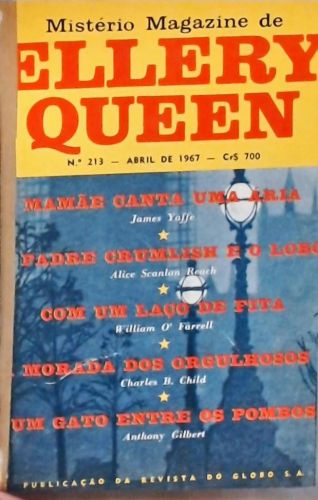 Mistério Magazine de
ELLERY
QUEEN
N.º 213 — ABRIL DE 1967 — Cr$ 700
MAMÃE CANTA UMA ÁRIA
James Yaffe
PADRE CRUMLISH E O LOBO
Alice Scanlan Reach
COM UM LAÇO DE FITA
William O' Farrell
MORADA DOS ORGULHOSOS
Charles B. Child
UM GATO ENTRE OS POMBOS
Anthony Gilbert
PUBLICAÇÃO DA REVISTA DO GLOBO S.A.